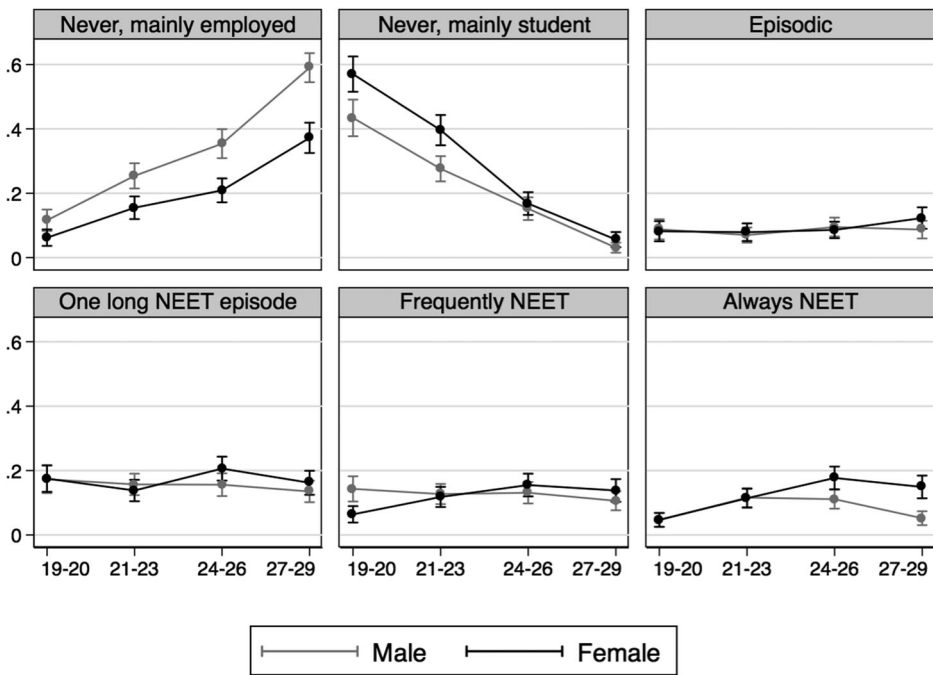 Never, mainly employed
Never, mainly student
Episodic
.6
.4
.2
0
One long NEET episode
Frequently NEET
Always NEET
.6
.4
.2
0
19-20 21-23 24-26 27-29
19-20 21-23 24-26 27-29
19-20 21-23 24-26 27-29
Male Female